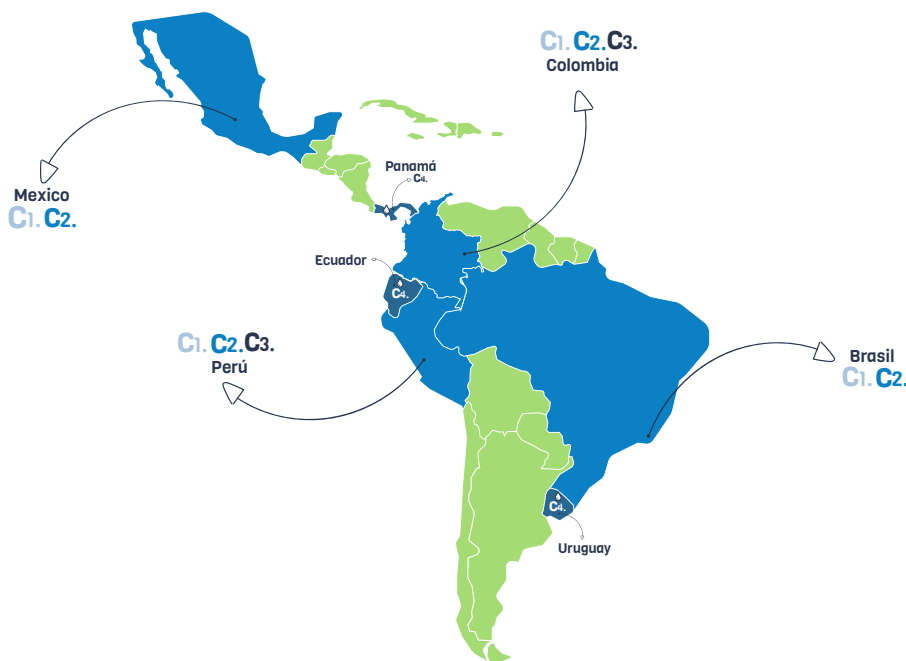 C1. C2. C3.
Colombia
Panamá
C4.
Mexico
C1. C2.
Ecuador
C4.
C1. C2. C3.
Perú
Brasil
C1. C2.
C4.
Uruguay